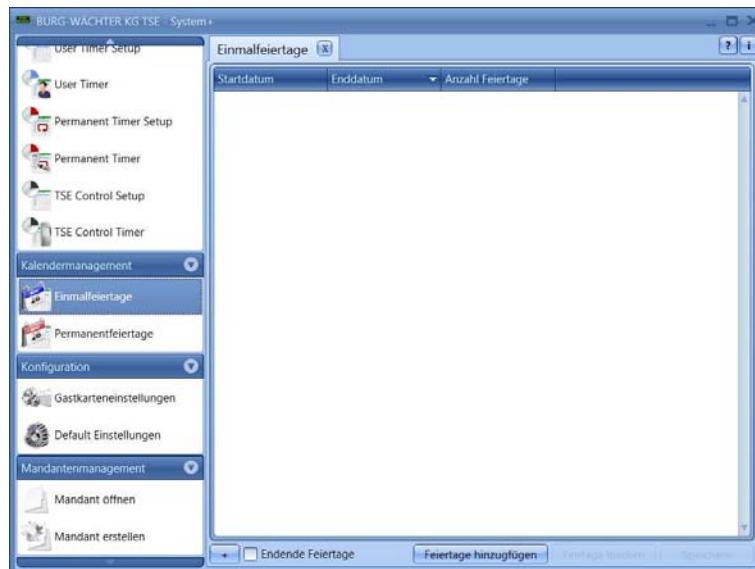 BURG-WÄCHTER KG TSE - System+
User Timer Setup
User Timer
Permanent Timer Setup
Permanent Timer
TSE Control Setup
TSE Control Timer
Kalendermanagement
Einmalfeiertage
Permanentfeiertage
Konfiguration
Gastkarteneinstellungen
Default Einstellungen
Mandantenmanagement
Mandant öffnen
Mandant erstellen
Einmalfeiertage x
? i
Startdatum Enddatum Anzahl Feiertage
+ Endende Feiertage Feiertage hinzugfügen Speichern